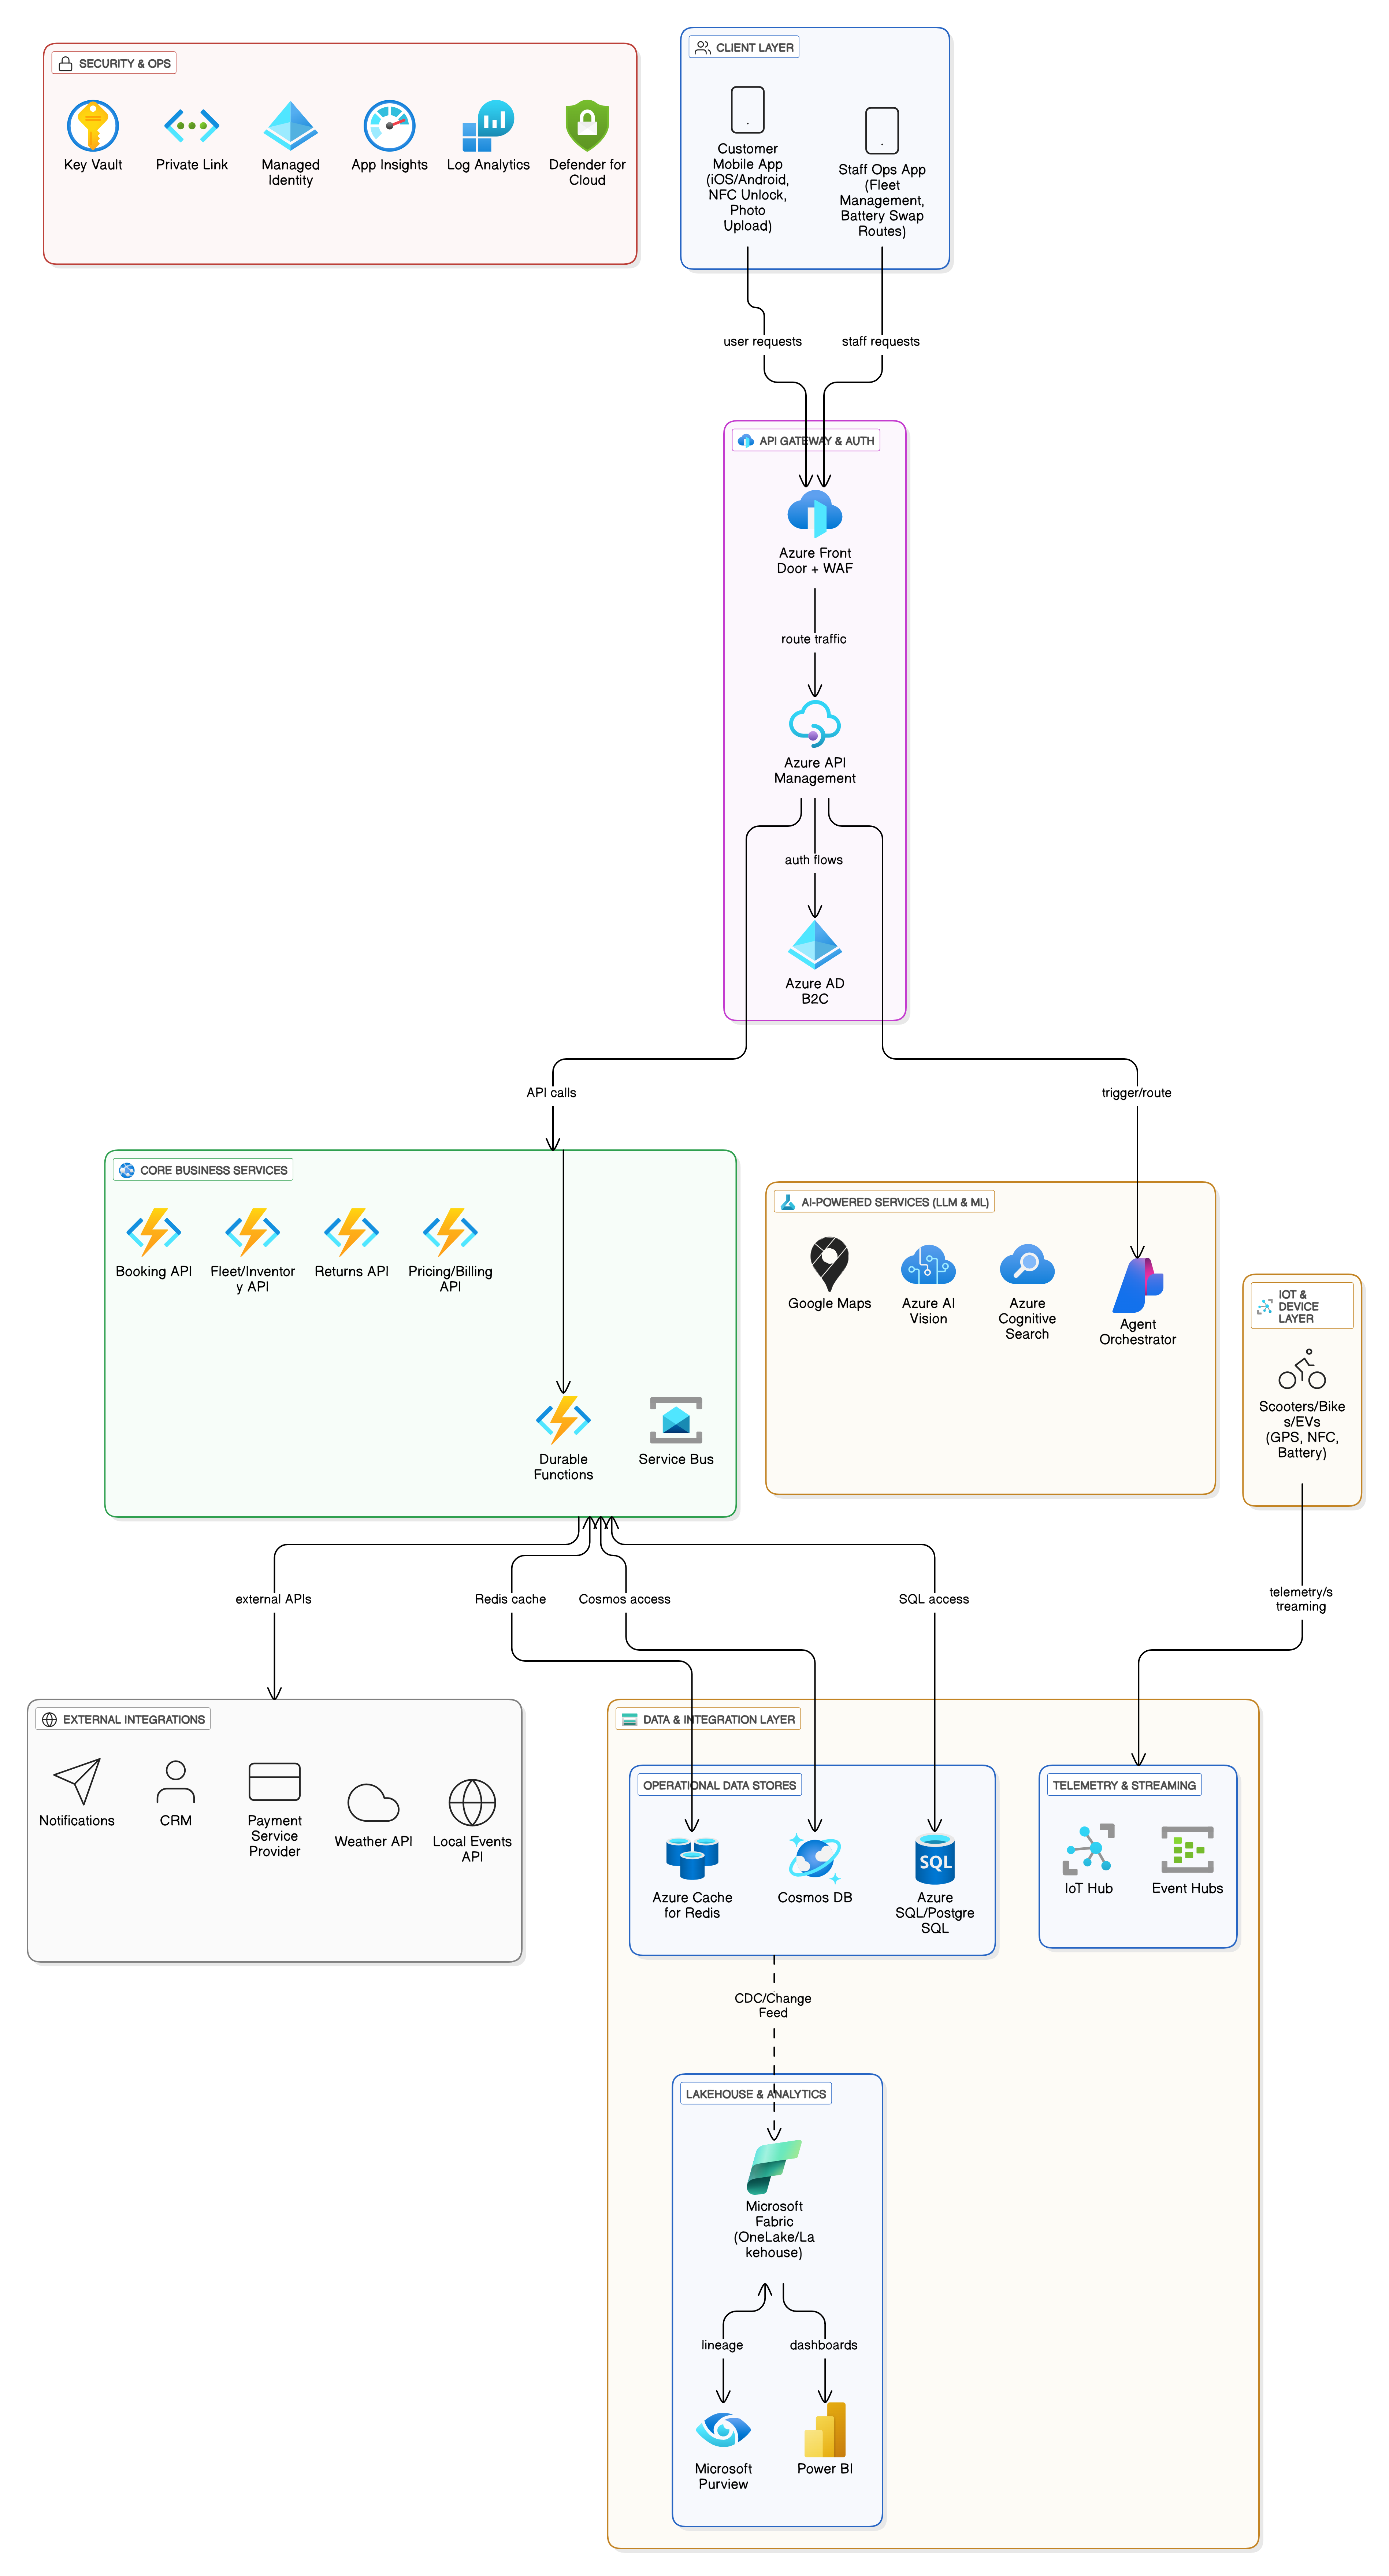 SECURITY & OPS
Key Vault
Private Link
Managed
Identity
App Insights
Log Analytics
Defender for
Cloud
CLIENT LAYER
Customer
Mobile App
(iOS/Android,
NFC Unlock,
Photo
Upload)
Staff Ops App
(Fleet
Management,
Battery Swap
Routes)
user requests
staff requests
API GATEWAY & AUTH
Azure Front
Door + WAF
route traffic
Azure API
Management
auth flows
Azure AD
B2C
API calls
trigger/route
CORE BUSINESS SERVICES
Booking API
Fleet/Inventor
y API
Returns API
Pricing/Billing
API
Durable
Functions
Service Bus
AI-POWERED SERVICES (LLM & ML)
Google Maps
Azure AI
Vision
Azure
Cognitive
Search
Agent
Orchestrator
IOT &
DEVICE
LAYER
Scooters/Bike
s/EVs
(GPS, NFC,
Battery)
external APIs
Redis cache
Cosmos access
SQL access
telemetry/s
treaming
EXTERNAL INTEGRATIONS
Notifications
CRM
Payment
Service
Provider
Weather API
Local Events
API
DATA & INTEGRATION LAYER
OPERATIONAL DATA STORES
Azure Cache
for Redis
Cosmos DB
SQL
Azure
SQL/Postgre
SQL
TELEMETRY & STREAMING
IoT Hub
Event Hubs
CDC/Change
Feed
LAKEHOUSE & ANALYTICS
Microsoft
Fabric
(OneLake/La
kehouse)
lineage
dashboards
Microsoft
Purview
Power BI